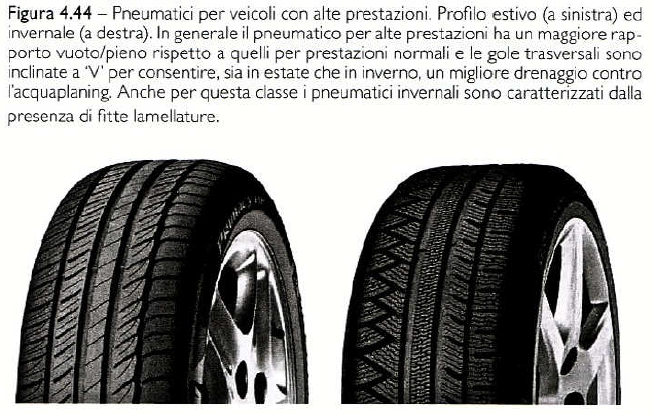 Figura 4.44 – Pneumatici per veicoli con alte prestazioni. Profilo estivo (a sinistra) ed
invernale (a destra). In generale il pneumatico per alte prestazioni ha un maggiore rap-
porto vuoto/pieno rispetto a quelli per prestazioni normali e le gole trasversali sono
inclinate a 'V' per consentire, sia in estate che in inverno, un migliore drenaggio contro
l'acquaplaning. Anche per questa classe i pneumatici invernali sono caratterizzati dalla
presenza di fitte lamellature.